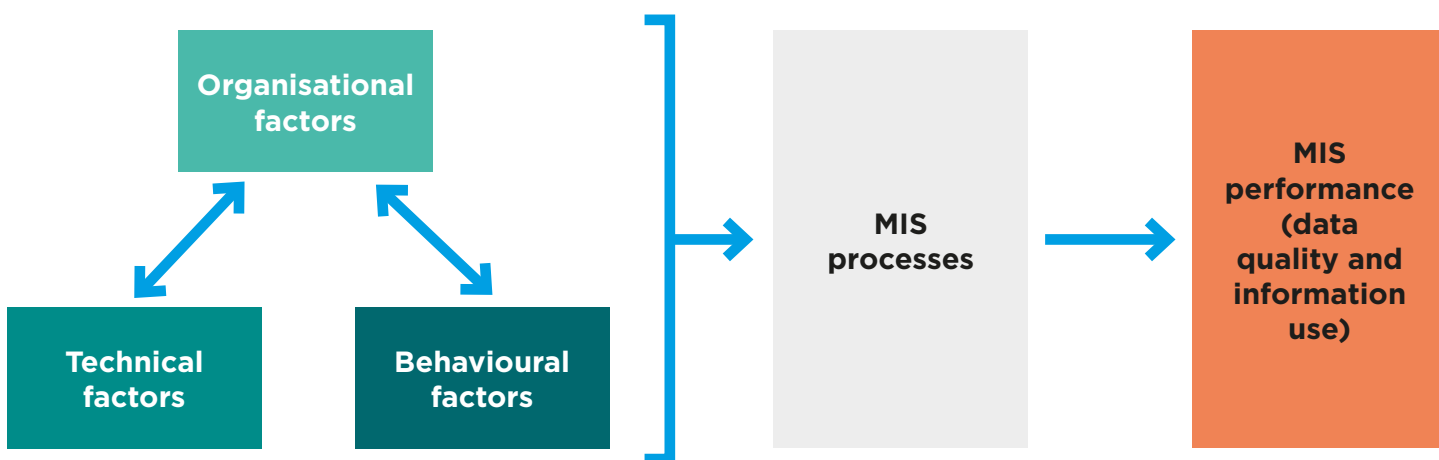 Organisational
factors
Technical
factors
Behavioural
factors
MIS
processes
MIS
performance
(data
quality and
information
use)